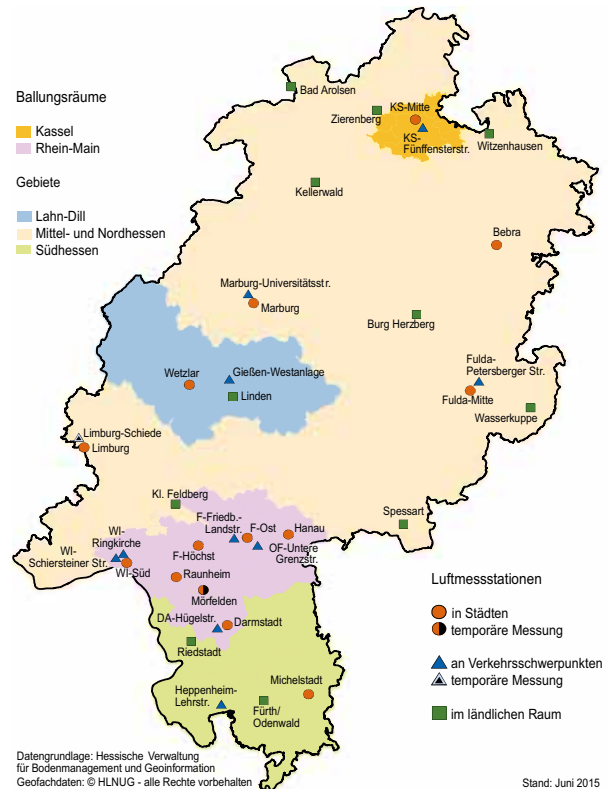 Bad Arolsen
KS-Mitte
Zierenberg
KS-
Fünffensterstr.
Witzenhausen
Ballungsräume
Kassel
Rhein-Main
Gebiete
Lahn-Dill
Mittel- und Nordhessen
Südhessen
Kellerwald
Bebra
Marburg-Universitätsstr.
Marburg
Burg Herzberg
Wetzlar
Gießen-Westanlage
Linden
Fulda-
Petersberger Str.
Fulda-Mitte
Wasserkuppe
Limburg-Schiede
Limburg
Kl. Feldberg
Spessart
F-Friedb.-
Landstr.
F-Ost
Hanau
WI-
Ringkirche
F-Höchst
OF-Untere
Grenzstr.
WI-
Schiersteiner Str.
WI-Süd
Raunheim
Mörfelden
DA-Hügelstr.
Darmstadt
Riedstadt
Michelstadt
Heppenheim-
Lehrstr.
Fürth/
Odenwald
Luftmessstationen
in Städten
temporäre Messung
an Verkehrsschwerpunkten
temporäre Messung
im ländlichen Raum
Datengrundlage: Hessische Verwaltung
für Bodenmanagement und Geoinformation
Geofachdaten: © HLNUG - alle Rechte vorbehalten
Stand: Juni 2015